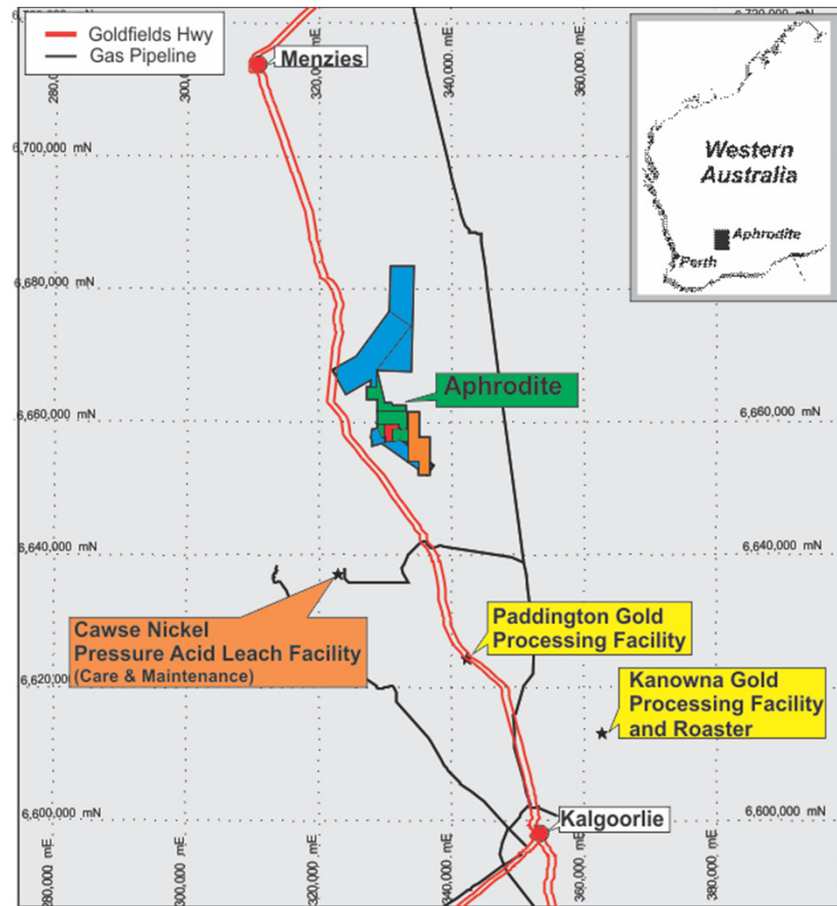 Goldfields Hwy
Gas Pipeline
Menzies
6,720,000 mN
280,
300,
320,000 mE
340,000 mE
360,000 mE
Western
Australia
Aphrodite
Perth
6,700,000 mN
6,680,000 mN
Aphrodite
6,660,000 mN
6,660,000 mN
6,640,000 mN
6,640,000 mN
Cawse Nickel
Pressure Acid Leach Facility
(Care & Maintenance)
Paddington Gold
Processing Facility
6,620,000 mN
Kanowna Gold
Processing Facility
and Roaster
6,600,000 mN
6,600,000 mN
Kalgoorlie
280,000 mE
300,000 mE
320,000 mE
340,000 mE
360,000 mE
380,000 mE